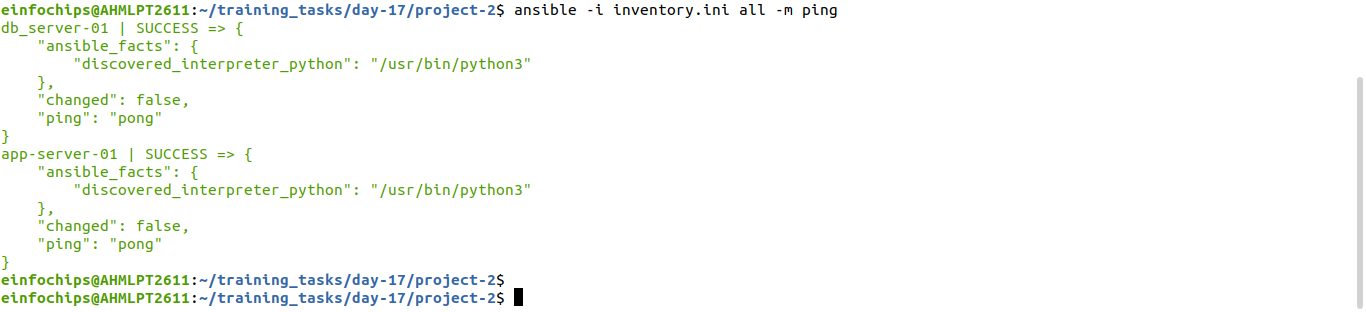 einfochips@AHMLPT2611:~/training_tasks/day-17/project-2$ ansible -i inventory.ini all -m ping
db_server-01 | SUCCESS => {
    "ansible_facts": {
        "discovered_interpreter_python": "/usr/bin/python3"
    },
    "changed": false,
    "ping": "pong"
}
app-server-01 | SUCCESS => {
    "ansible_facts": {
        "discovered_interpreter_python": "/usr/bin/python3"
    },
    "changed": false,
    "ping": "pong"
}
einfochips@AHMLPT2611:~/training_tasks/day-17/project-2$
einfochips@AHMLPT2611:~/training_tasks/day-17/project-2$